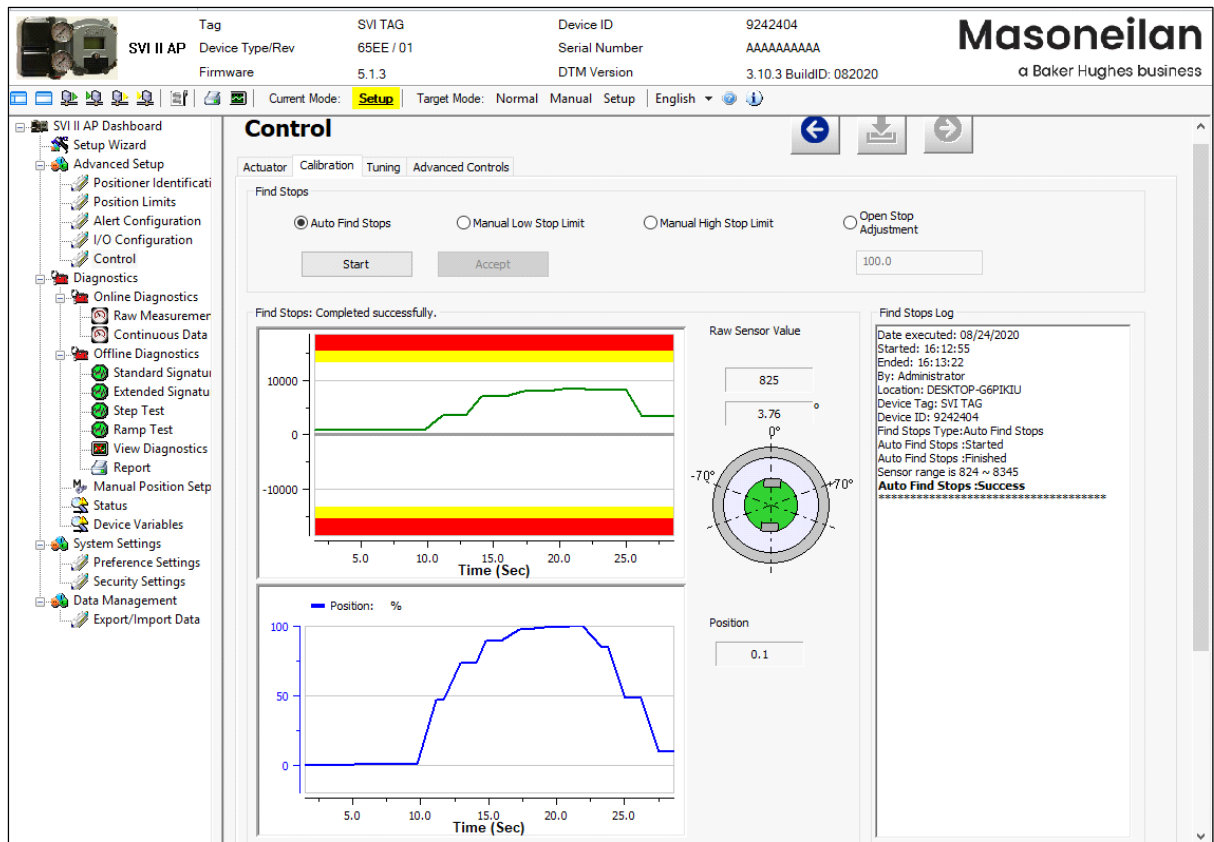 SVI II AP
Tag SVI TAG Device ID 9242404
Device Type/Rev 65EE / 01 Serial Number AAAAAAAAAA
Firmware 5.1.3 DTM Version 3.10.3 BuildID: 082020
Masoneilan
a Baker Hughes business
Current Mode: Setup Target Mode: Normal Manual Setup English
SVI II AP Dashboard
Setup Wizard
Advanced Setup
Positioner Identificati
Position Limits
Alert Configuration
I/O Configuration
Control
Diagnostics
Online Diagnostics
Raw Measuremer
Continuous Data
Offline Diagnostics
Standard Signatur
Extended Signatu
Step Test
Ramp Test
View Diagnostics
Report
Manual Position Setp
Status
Device Variables
System Settings
Preference Settings
Security Settings
Data Management
Export/Import Data
Control
Actuator Calibration Tuning Advanced Controls
Find Stops
Auto Find Stops Manual Low Stop Limit Manual High Stop Limit Open Stop
Adjustment
Start Accept 100.0
Find Stops: Completed successfully.
10000
0
-10000
5.0 10.0 15.0 20.0 25.0
Time (Sec)
Raw Sensor Value
825
3.76 °
0°
-70° +70°
Position: %
100
50
0
5.0 10.0 15.0 20.0 25.0
Time (Sec)
Position
0.1
Find Stops Log
Date executed: 08/24/2020
Started: 16:12:55
Ended: 16:13:22
By: Administrator
Location: DESKTOP-G6PIKIU
Device Tag: SVI TAG
Device ID: 9242404
Find Stops Type:Auto Find Stops
Auto Find Stops :Started
Auto Find Stops :Finished
Sensor range is 824 ~ 8345
Auto Find Stops :Success
**********************************